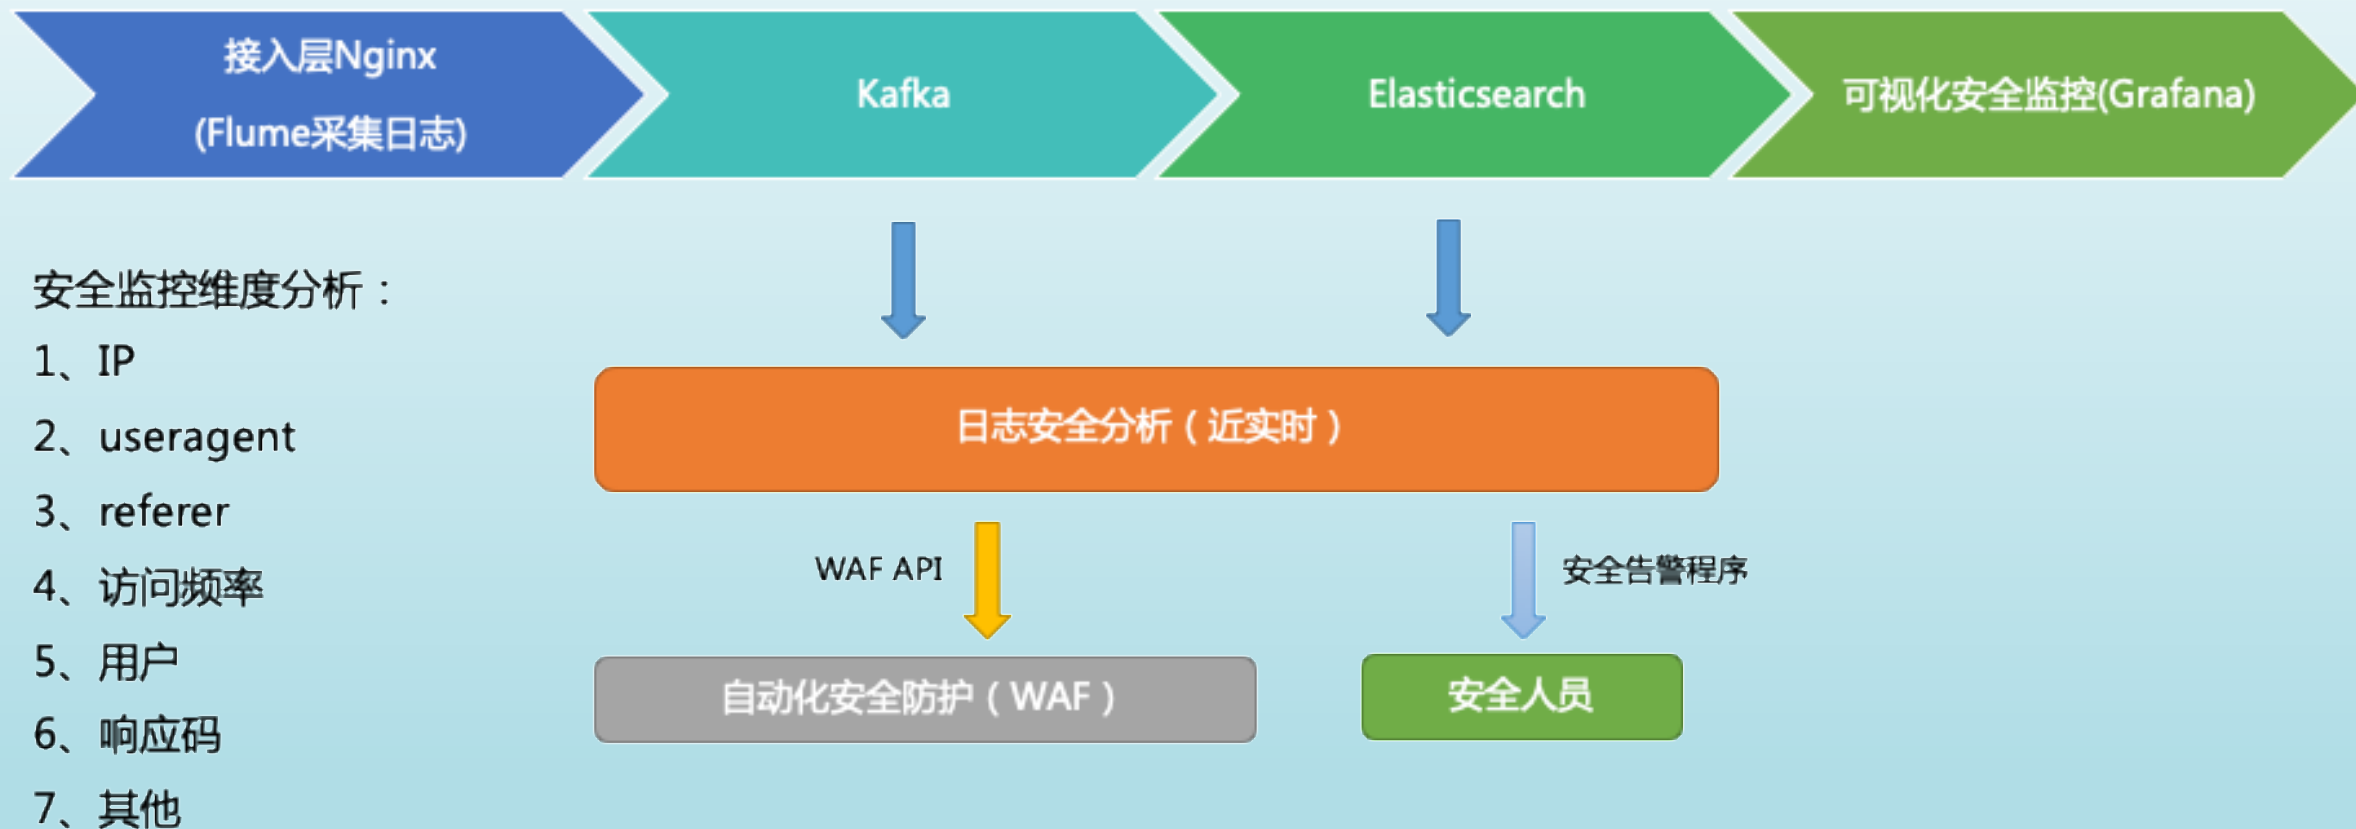 接入层Nginx
(Flume采集日志)
Kafka
Elasticsearch
可视化安全监控(Grafana)
安全监控维度分析：
1、IP
2、useragent
3、referer
4、访问频率
5、用户
6、响应码
7、其他
日志安全分析（近实时）
WAF API
安全告警程序
自动化安全防护（WAF）
安全人员